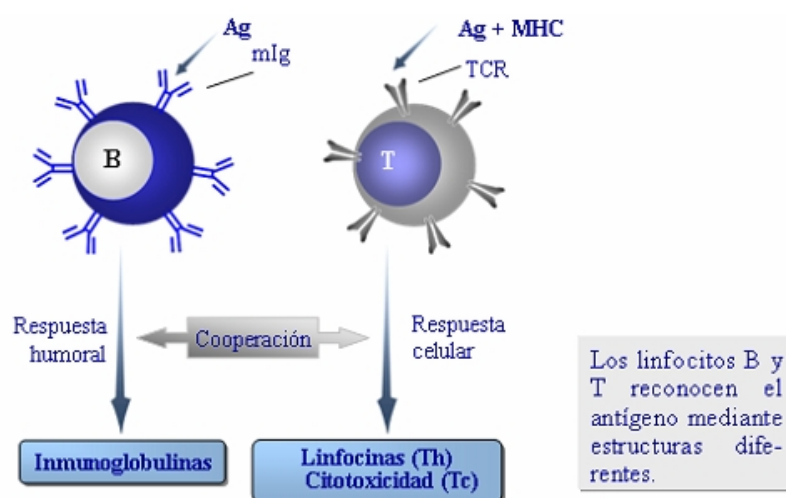 Ag
mIg
Ag + MHC
TCR
B
T
Respuesta
humoral
Cooperación
Respuesta
celular
Inmunoglobulinas
Linfocinas (Th)
Citotoxicidad (Tc)
Los linfocitos B y
T reconocen el
antígeno mediante
estructuras dife-
rentes.